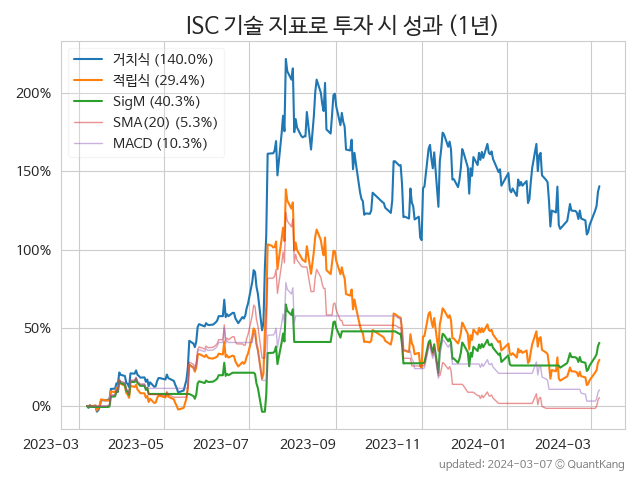 ISC 기술 지표로 투자 시 성과 (1년)
거치식 (140.0%)
적립식 (29.4%)
SigM (40.3%)
SMA(20) (5.3%)
MACD (10.3%)
200%
150%
100%
50%
0%
2023-03 2023-05 2023-07 2023-09 2023-11 2024-01 2024-03
updated: 2024-03-07 © QuantKang